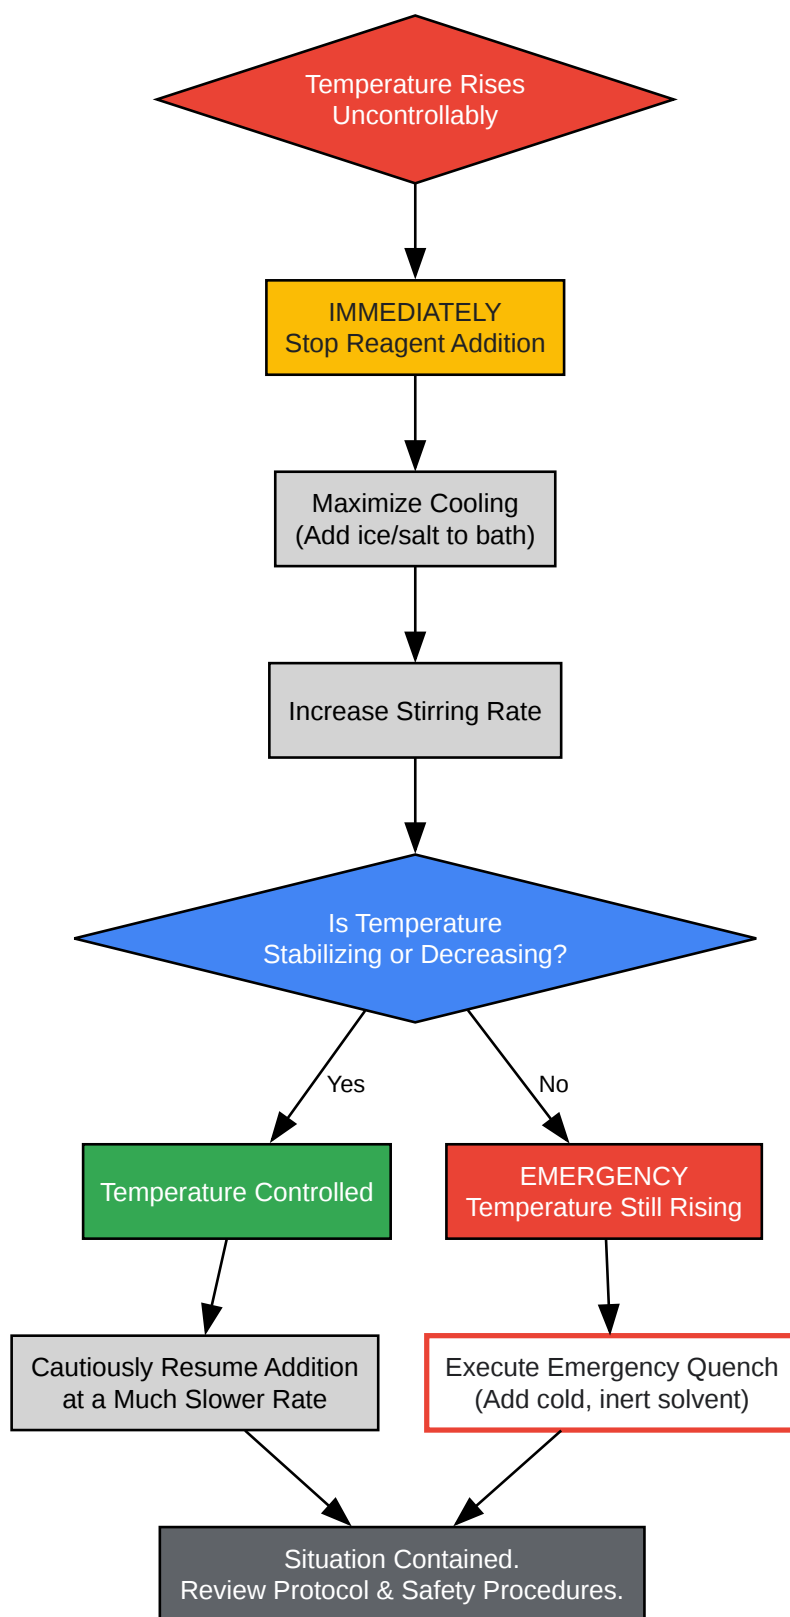 Temperature Rises
Uncontrollably
IMMEDIATELY
Stop Reagent Addition
Maximize Cooling
(Add ice/salt to bath)
Increase Stirring Rate
Is Temperature
Stabilizing or Decreasing?
Yes
No
Temperature Controlled
EMERGENCY
Temperature Still Rising
Cautiously Resume Addition
at a Much Slower Rate
Execute Emergency Quench
(Add cold, inert solvent)
Situation Contained.
Review Protocol & Safety Procedures.